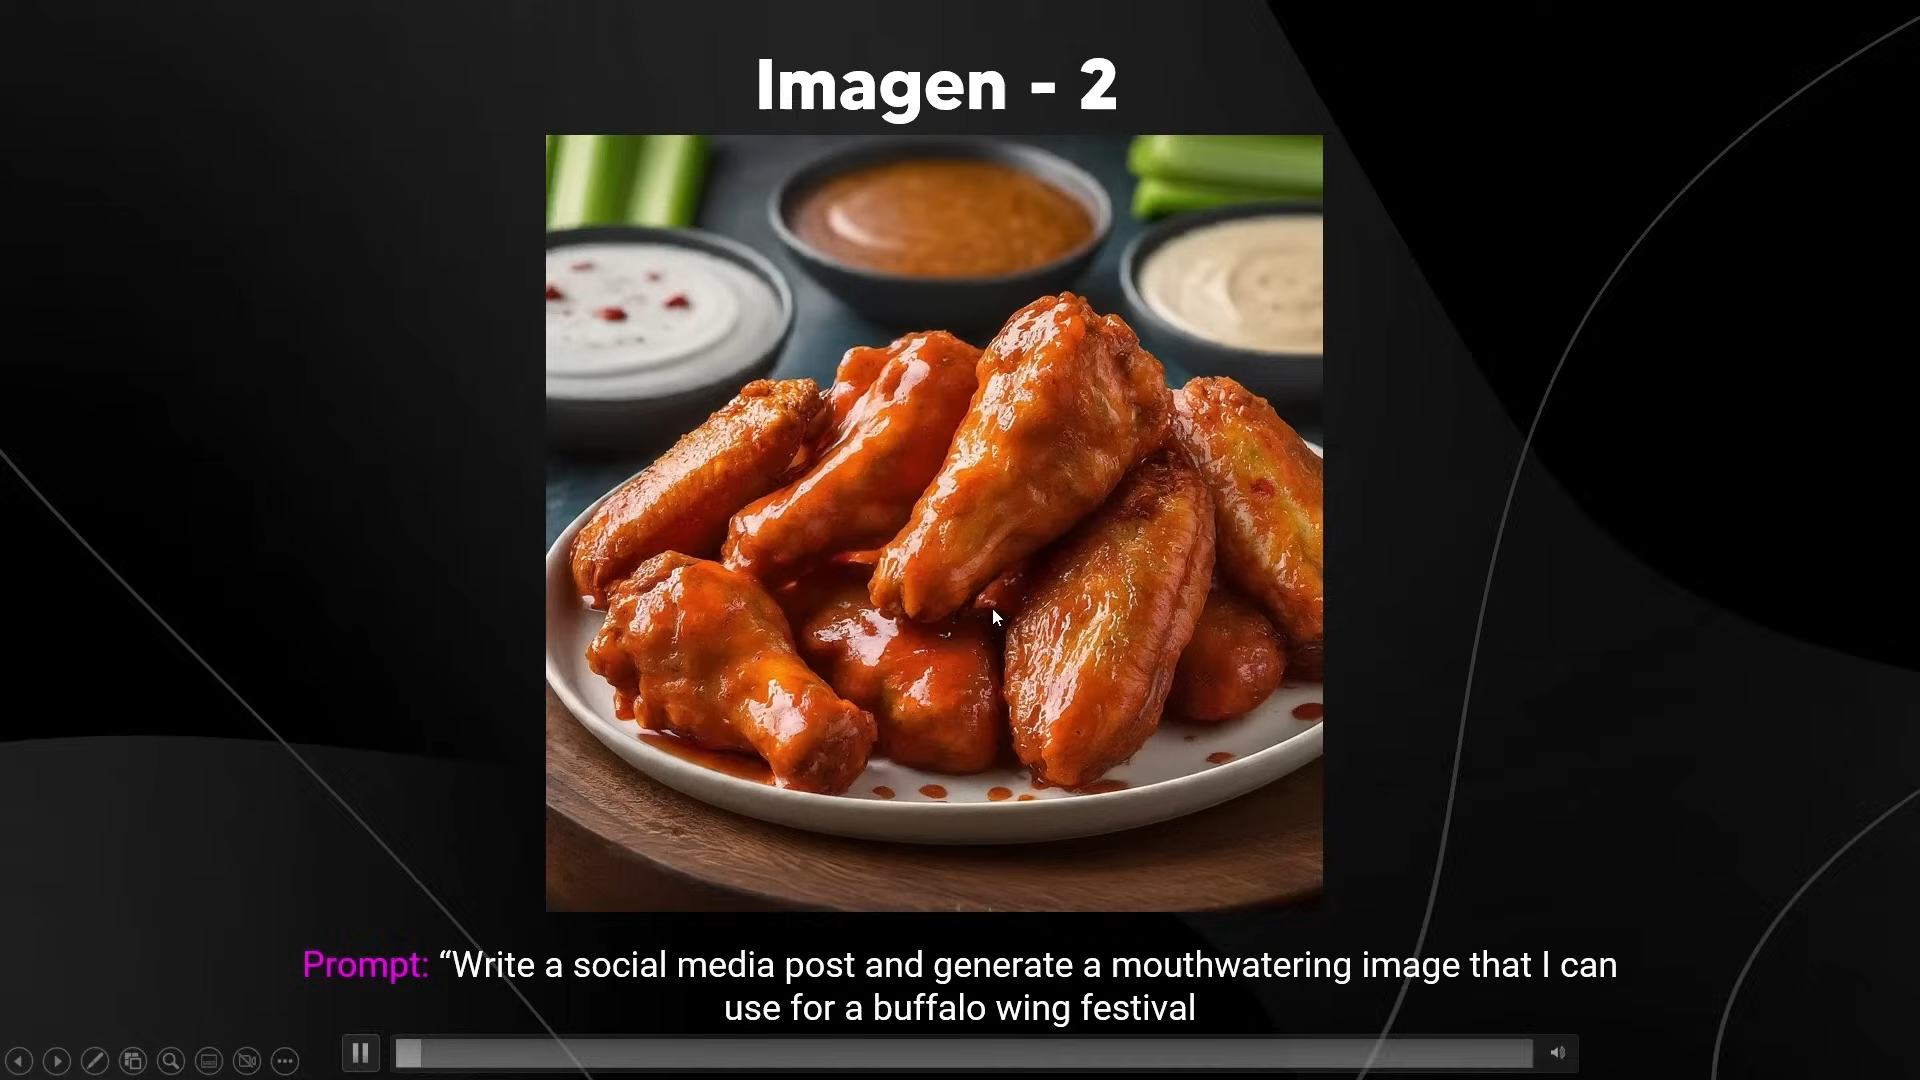 Imagen - 2
Prompt: “Write a social media post and generate a mouthwatering image that I can
use for a buffalo wing festival